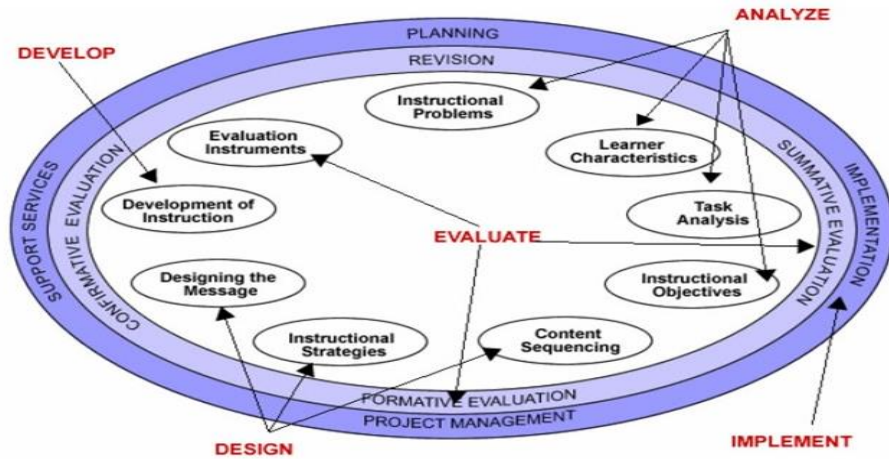 ANALYZE
DEVELOP
PLANNING
REVISION
Instructional
Problems
Evaluation
Instruments
Learner
Characteristics
SUPPORT SERVICES
CONFIRMATIVE EVALUATION
SUMMATIVE EVALUATION
IMPLEMENTATION
Development of
Instruction
Task
Analysis
EVALUATE
Designing the
Message
Instructional
Objectives
Instructional
Strategies
Content
Sequencing
FORMATIVE EVALUATION
PROJECT MANAGEMENT
DESIGN
IMPLEMENT